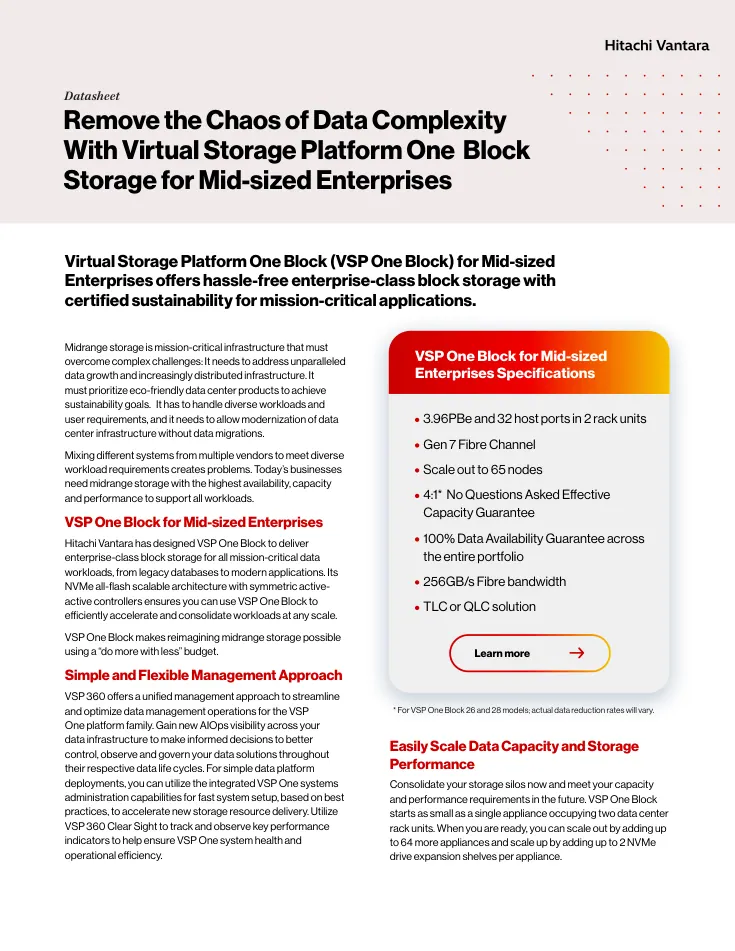 Hitachi Vantara
Datasheet
Remove the Chaos of Data Complexity
With Virtual Storage Platform One Block
Storage for Mid-sized Enterprises
Virtual Storage Platform One Block (VSP One Block) for Mid-sized
Enterprises offers hassle-free enterprise-class block storage with
certified sustainability for mission-critical applications.
Midrange storage is mission-critical infrastructure that must
overcome complex challenges: It needs to address unparalleled
data growth and increasingly distributed infrastructure. It
must prioritize eco-friendly data center products to achieve
sustainability goals. It has to handle diverse workloads and
user requirements, and it needs to allow modernization of data
center infrastructure without data migrations.
Mixing different systems from multiple vendors to meet diverse
workload requirements creates problems. Today's businesses
need midrange storage with the highest availability, capacity
and performance to support all workloads.
VSP One Block for Mid-sized Enterprises
Hitachi Vantara has designed VSP One Block to deliver
enterprise-class block storage for all mission-critical data
workloads, from legacy databases to modern applications. Its
NVMe all-flash scalable architecture with symmetric active-
active controllers ensures you can use VSP One Block to
efficiently accelerate and consolidate workloads at any scale.
VSP One Block makes reimagining midrange storage possible
using a "do more with less" budget.
Simple and Flexible Management Approach
VSP 360 offers a unified management approach to streamline
and optimize data management operations for the VSP
One platform family. Gain new AIOps visibility across your
data infrastructure to make informed decisions to better
control, observe and govern your data solutions throughout
their respective data life cycles. For simple data platform
deployments, you can utilize the integrated VSP One systems
administration capabilities for fast system setup, based on best
practices, to accelerate new storage resource delivery. Utilize
VSP 360 Clear Sight to track and observe key performance
indicators to help ensure VSP One system health and
operational efficiency.
VSP One Block for Mid-sized
Enterprises Specifications
• 3.96PBe and 32 host ports in 2 rack units
• Gen 7 Fibre Channel
• Scale out to 65 nodes
• 4:1* No Questions Asked Effective
Capacity Guarantee
• 100% Data Availability Guarantee across
the entire portfolio
• 256GB/s Fibre bandwidth
• TLC or QLC solution
Learn more →
* For VSP One Block 26 and 28 models; actual data reduction rates will vary.
Easily Scale Data Capacity and Storage
Performance
Consolidate your storage silos now and meet your capacity
and performance requirements in the future. VSP One Block
starts as small as a single appliance occupying two data center
rack units. When you are ready, you can scale out by adding up
to 64 more appliances and scale up by adding up to 2 NVMe
drive expansion shelves per appliance.